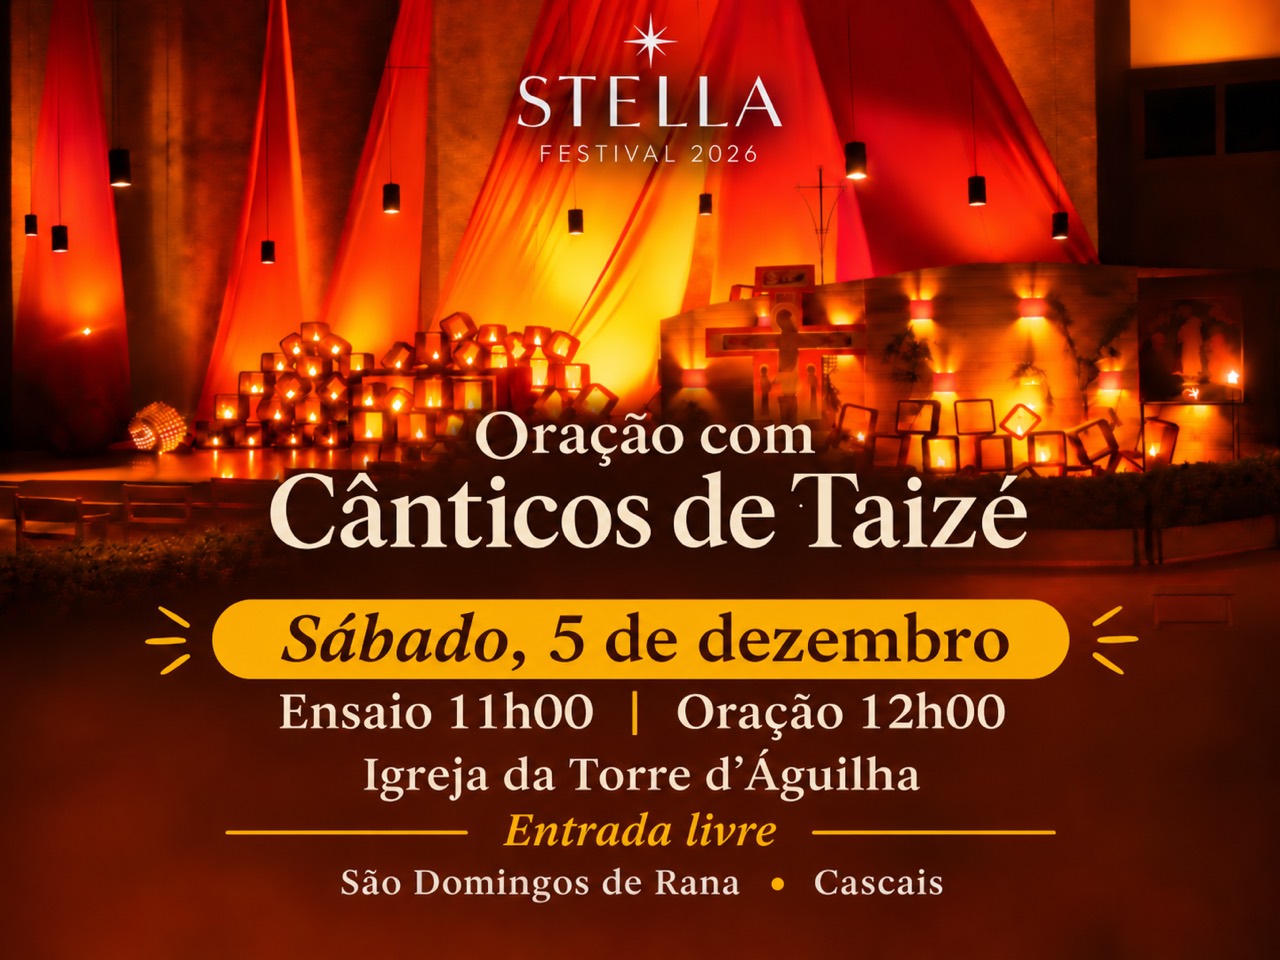 STELLA
FESTIVAL 2026
Oração com
Cânticos de Taizé
Sábado, 5 de dezembro
Ensaio 11h00 | Oração 12h00
Igreja da Torre d’Águilha
Entrada livre
São Domingos de Rana • Cascais